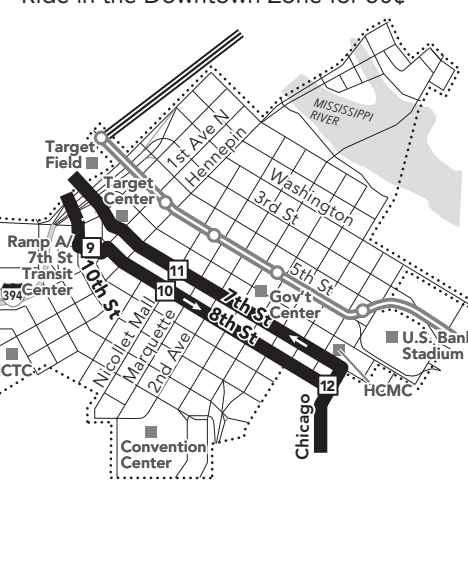 Ride in the Downtown Zone for 50¢
MISSISSIPPI
RIVER
Target
Field
1st Ave N
Hennepin
Target
Center
Washington
3rd St
Ramp A/
7th St
Transit
Center
9
10th St
11
10
5th St
394
Gov't
Center
7th St
8th St
Nicollet Mall
Marquette
2nd Ave
U.S. Bank
Stadium
CTC
HCMC
12
Chicago
Convention
Center